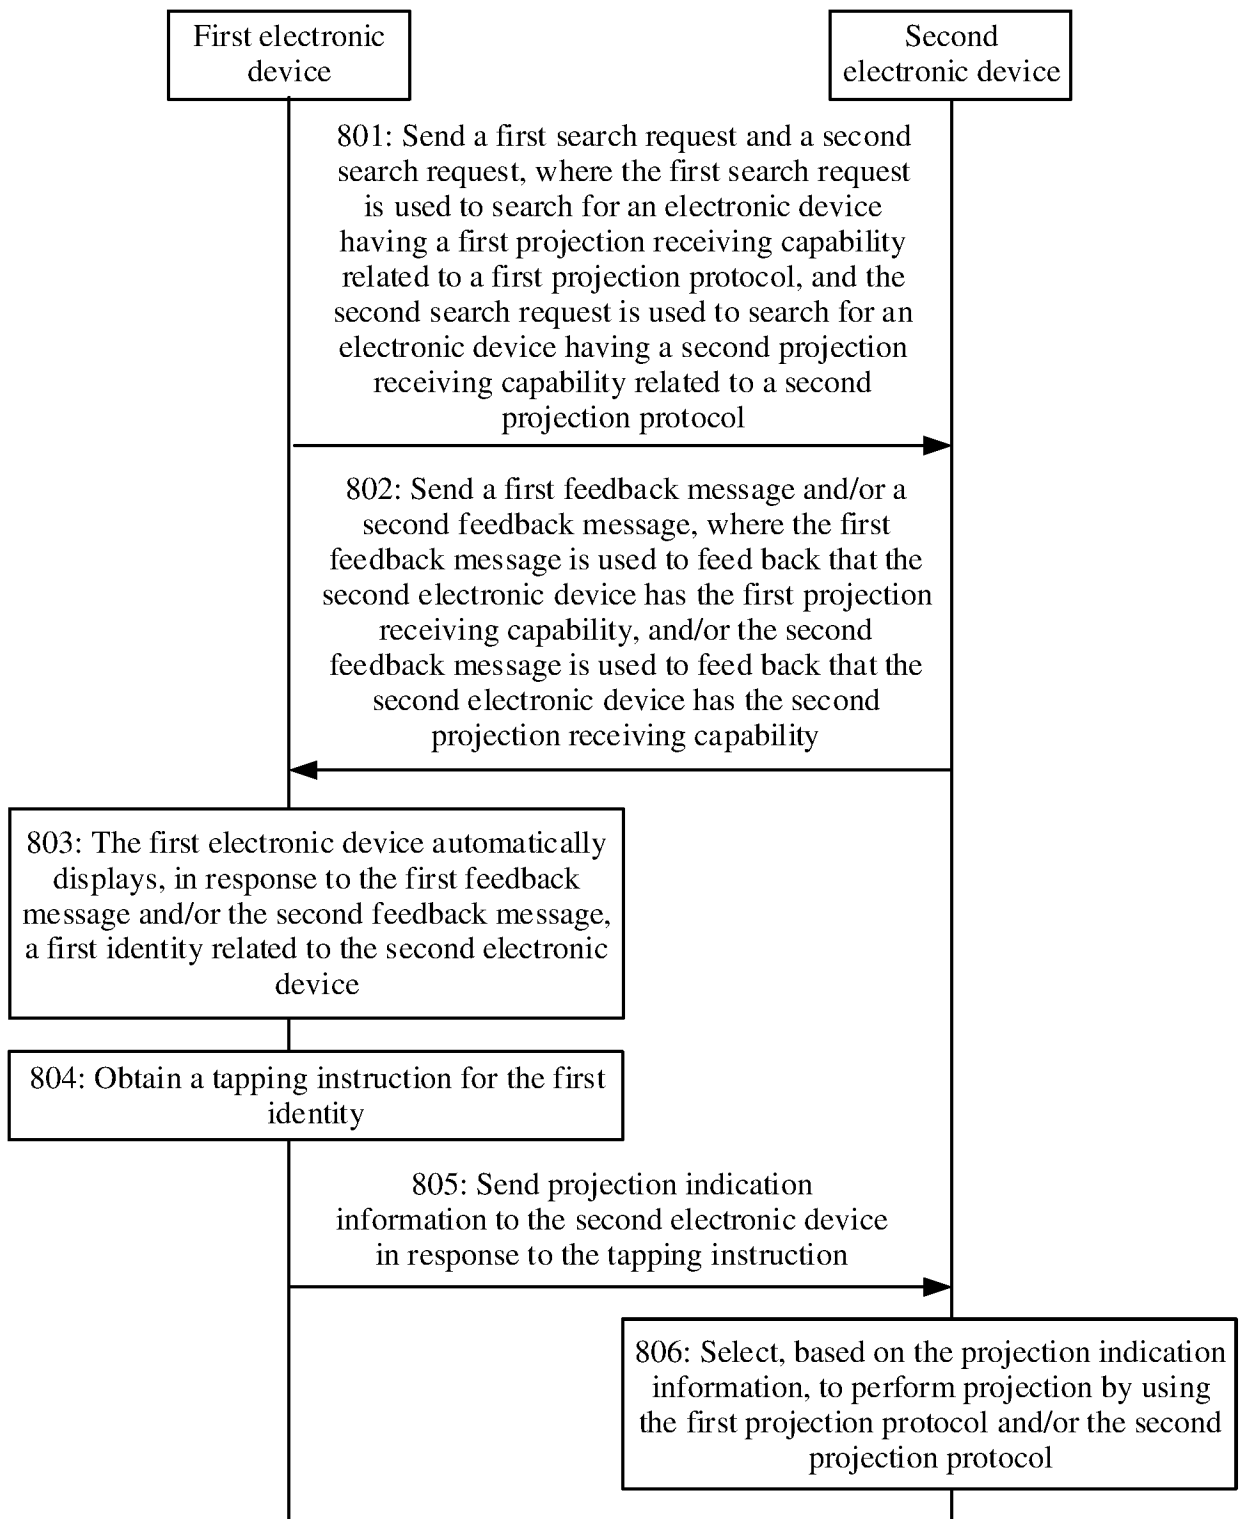 First electronic
device
Second
electronic device
801: Send a first search request and a second
search request, where the first search request
is used to search for an electronic device
having a first projection receiving capability
related to a first projection protocol, and the
second search request is used to search for an
electronic device having a second projection
receiving capability related to a second
projection protocol
802: Send a first feedback message and/or a
second feedback message, where the first
feedback message is used to feed back that the
second electronic device has the first projection
receiving capability, and/or the second
feedback message is used to feed back that the
second electronic device has the second
projection receiving capability
803: The first electronic device automatically
displays, in response to the first feedback
message and/or the second feedback message,
a first identity related to the second electronic
device
804: Obtain a tapping instruction for the first
identity
805: Send projection indication
information to the second electronic device
in response to the tapping instruction
806: Select, based on the projection indication
information, to perform projection by using
the first projection protocol and/or the second
projection protocol